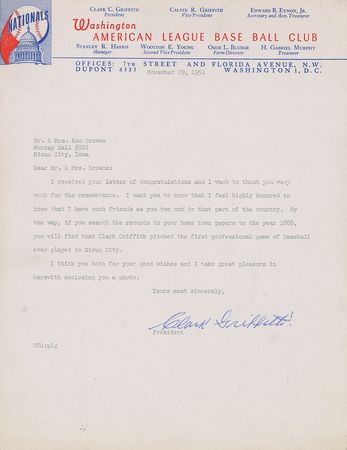 NATIONALS
CLARK C. GRIFFITH
President
CALVIN R. GRIFFITH
Vice President
EDWARD B. EYNON, JR.
Secretary and Asst. Treasurer
Washington
AMERICAN LEAGUE BASE BALL CLUB
STANLEY R. HARRIS
Manager
WOOTTON E. YOUNG
Second Vice President
OSSIE L. BLUEGE
Farm Director
H. GABRIEL MURPHY
Treasurer
OFFICES: 7TH STREET AND FLORIDA AVENUE, N.W.
DUPONT 6333
WASHINGTON 1, D.C.
November 29, 1951
Mr. & Mrs. Ken Browne
Murray Hall #201
Sioux City, Iowa
Dear Mr. & Mrs. Browne:
I received your letter of congratulations and I want to thank you very
much for the remembrance. I want you to know that I feel highly honored to
know that I have such friends as you two out in that part of the country. By
the way, if you search the records in your home town papers to the year 1888,
you will find that Clark Griffith pitched the first professional game of Baseball
ever played in Sioux City.
I think you both for your good wishes and I take great pleasure in
herewith enclosing you a photo.
Yours most sincerely,
Clark Griffith
President
CCG:plg